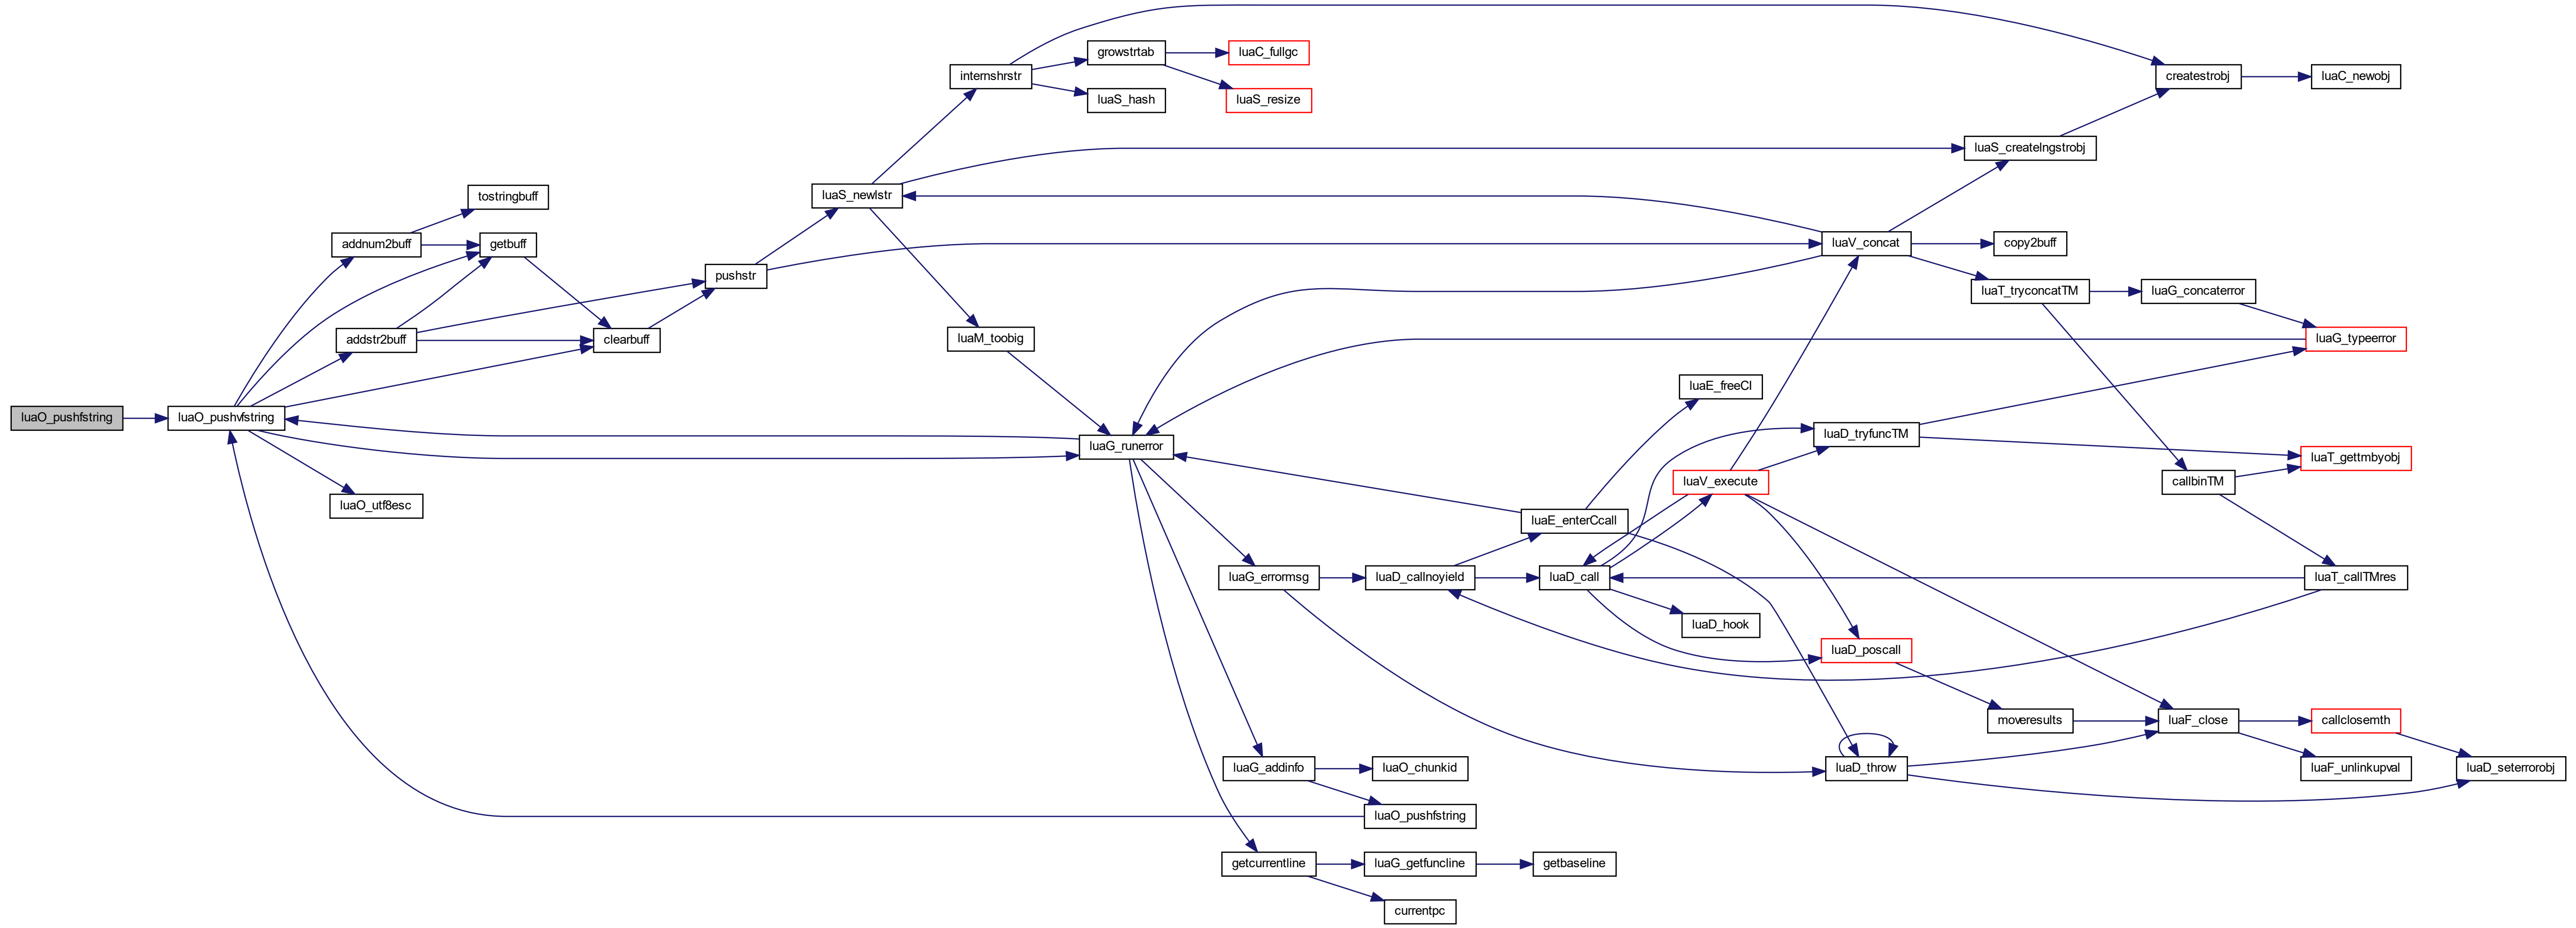 luaO_pushfstring
luaO_pushvfstring
addnum2buff
addstr2buff
luaO_utf8esc
tostringbuff
getbuff
clearbuff
pushstr
luaS_newlstr
internshrstr
luaM_toobig
growstrtab
luaS_hash
luaG_runerror
luaC_fullgc
luaS_resize
luaG_errormsg
luaG_addinfo
getcurrentline
luaD_callnoyield
luaO_chunkid
luaO_pushfstring
luaG_getfuncline
currentpc
luaE_enterCcall
luaD_call
getbaseline
luaE_freeCI
luaV_execute
luaD_hook
luaV_concat
luaD_tryfuncTM
luaD_poscall
luaD_throw
luaS_createlngstrobj
copy2buff
luaT_tryconcatTM
moveresults
createstrobj
luaG_concaterror
callbinTM
luaF_close
luaC_newobj
luaG_typeerror
luaT_gettmbyobj
luaT_callTMres
callclosemth
luaF_unlinkupval
luaD_seterrorobj